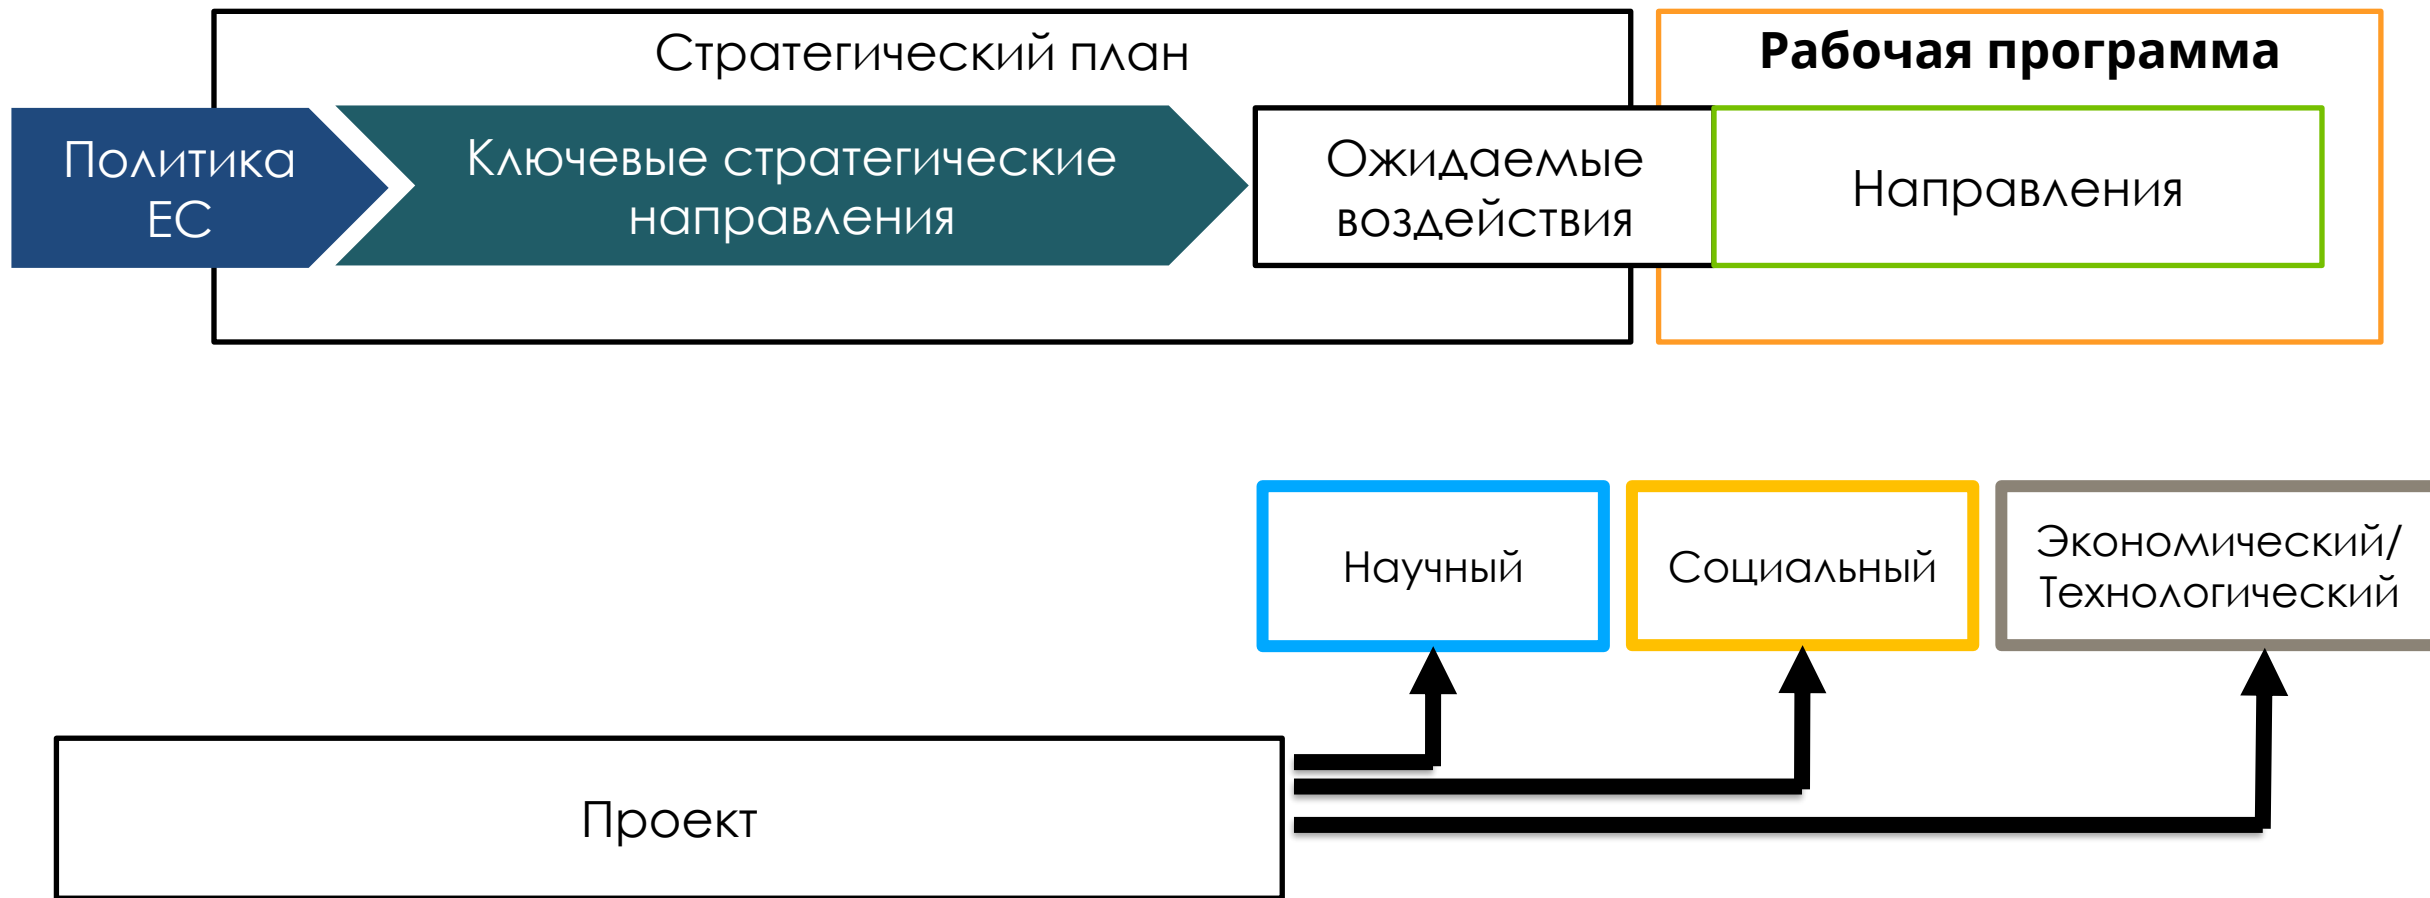 Стратегический план
Рабочая программа
Политика
ЕС
Ключевые стратегические
направления
Ожидаемые
воздействия
Направления
Научный
Социальный
Экономический/
Технологический
Проект